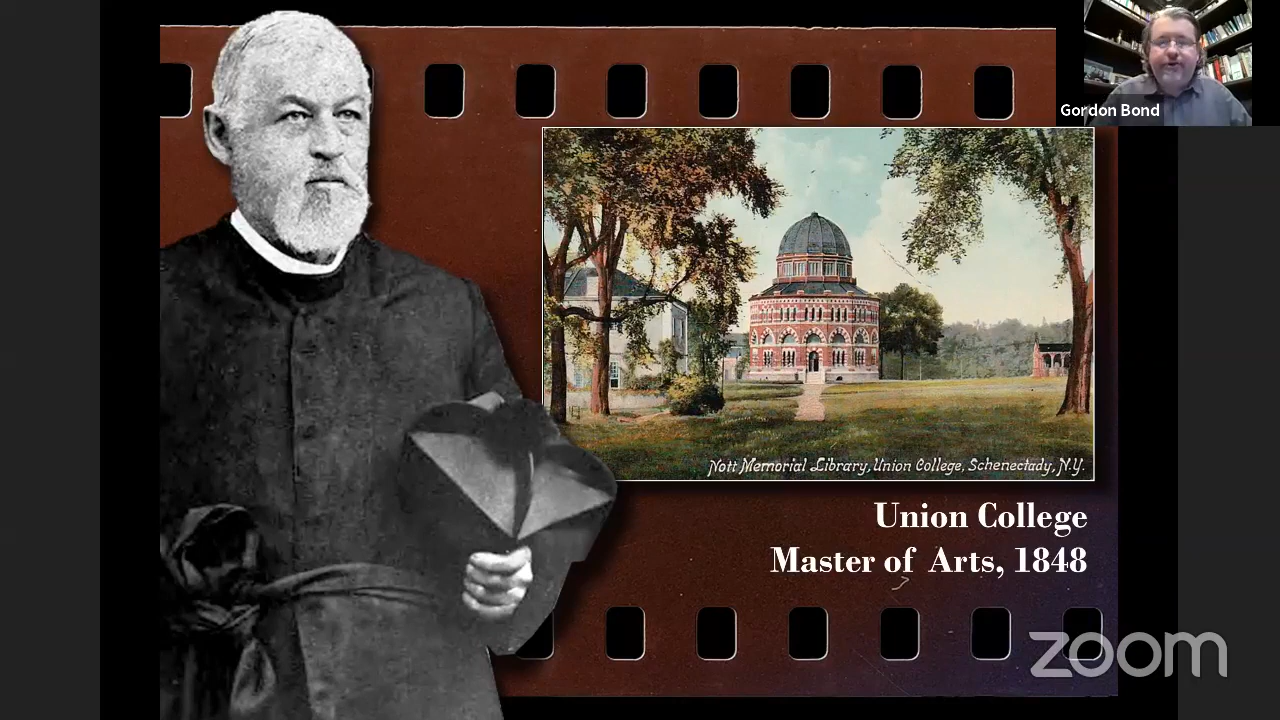 Gordon Bond
Nott Memorial Library, Union College, Schenectady, N.Y.
Union College
Master of Arts, 1848
zoom